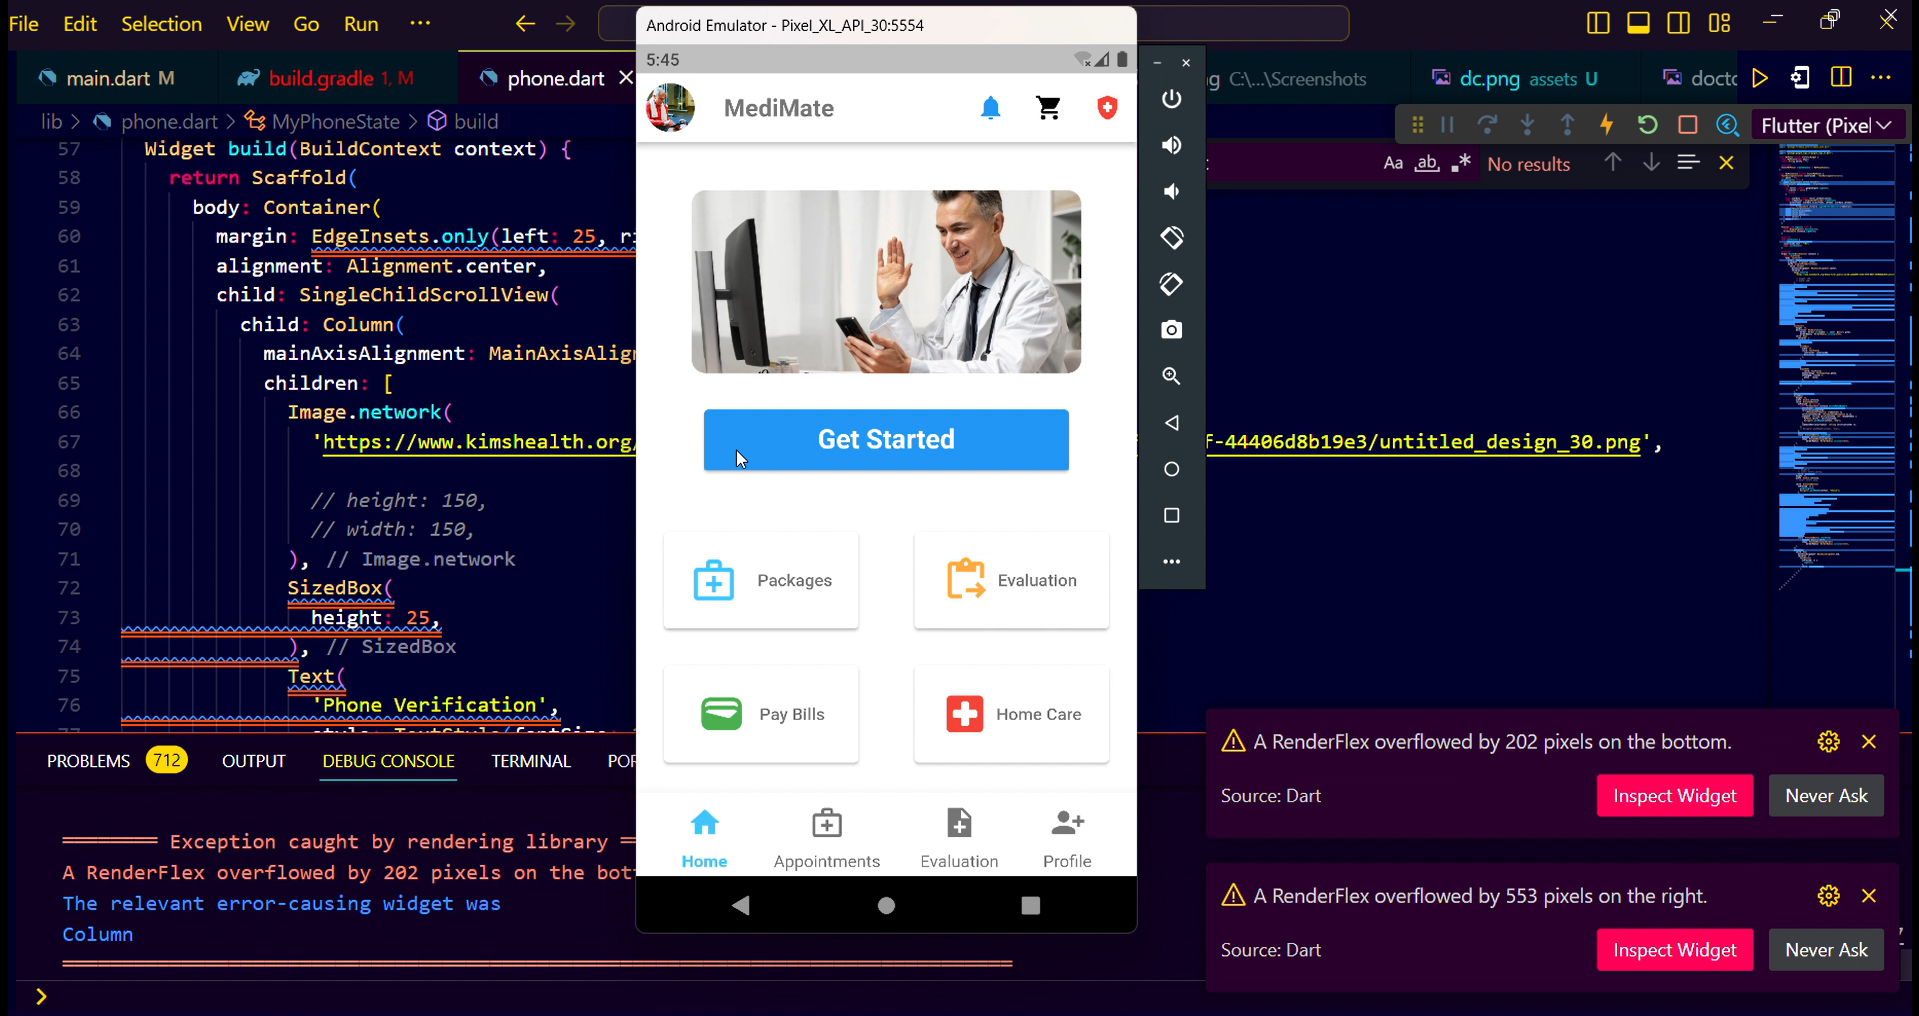 File Edit Selection View Go Run ···
Android Emulator - Pixel_XL_API_30:5554
main.dart M build.gradle 1, M phone.dart
C:\...\Screenshots dc.png assets U
5:45
MediMate
lib > phone.dart > MyPhoneState > build
Flutter (Pixel
Aa ab .* No results
57 Widget build(BuildContext context) {
58 return Scaffold(
59 body: Container(
60 margin: EdgeInsets.only(left: 25,
61 alignment: Alignment.center,
62 child: SingleChildScrollView(
63 child: Column(
64 mainAxisAlignment:
65 children: [
66 Image.network(
67 'https://www.kimshealth.org/ f-44406d8b19e3/untitled_design_30.png',
68
69 // height: 150,
70 // width: 150,
71 ), // Image.network
72 SizedBox(
73 height: 25,
74 ), // SizedBox
75 Text(
76 'Phone Verification',
Get Started
Packages
Evaluation
Pay Bills
Home Care
Home
Appointments
Evaluation
Profile
PROBLEMS 712 OUTPUT DEBUG CONSOLE TERMINAL
════════ Exception caught by rendering library ═
A RenderFlex overflowed by 202 pixels on the
The relevant error-causing widget was
Column
A RenderFlex overflowed by 202 pixels on the bottom.
Source: Dart
Inspect Widget
Never Ask
A RenderFlex overflowed by 553 pixels on the right.
Source: Dart
Inspect Widget
Never Ask